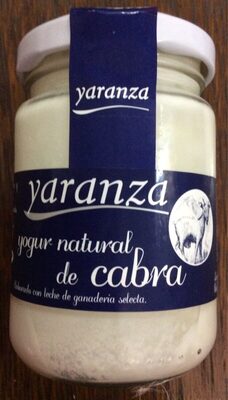 yaranza
yaranza
yogur natural
de cabra
Elaborado con leche de ganadería selecta.